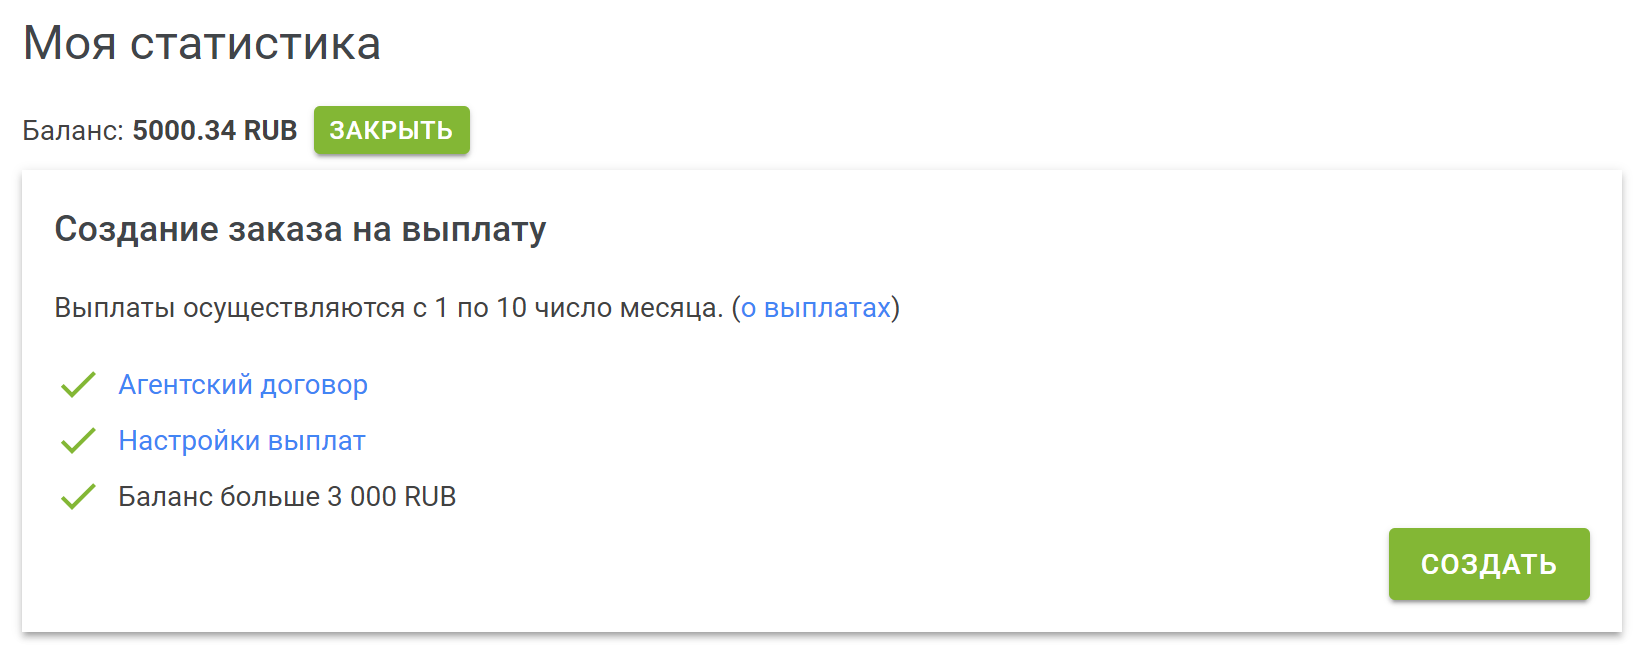 Моя статистика
Баланс: 5000.34 RUB ЗАКРЫТЬ
Создание заказа на выплату
Выплаты осуществляются с 1 по 10 число месяца. (о выплатах)
Агентский договор
Настройки выплат
Баланс больше 3 000 RUB
СОЗДАТЬ